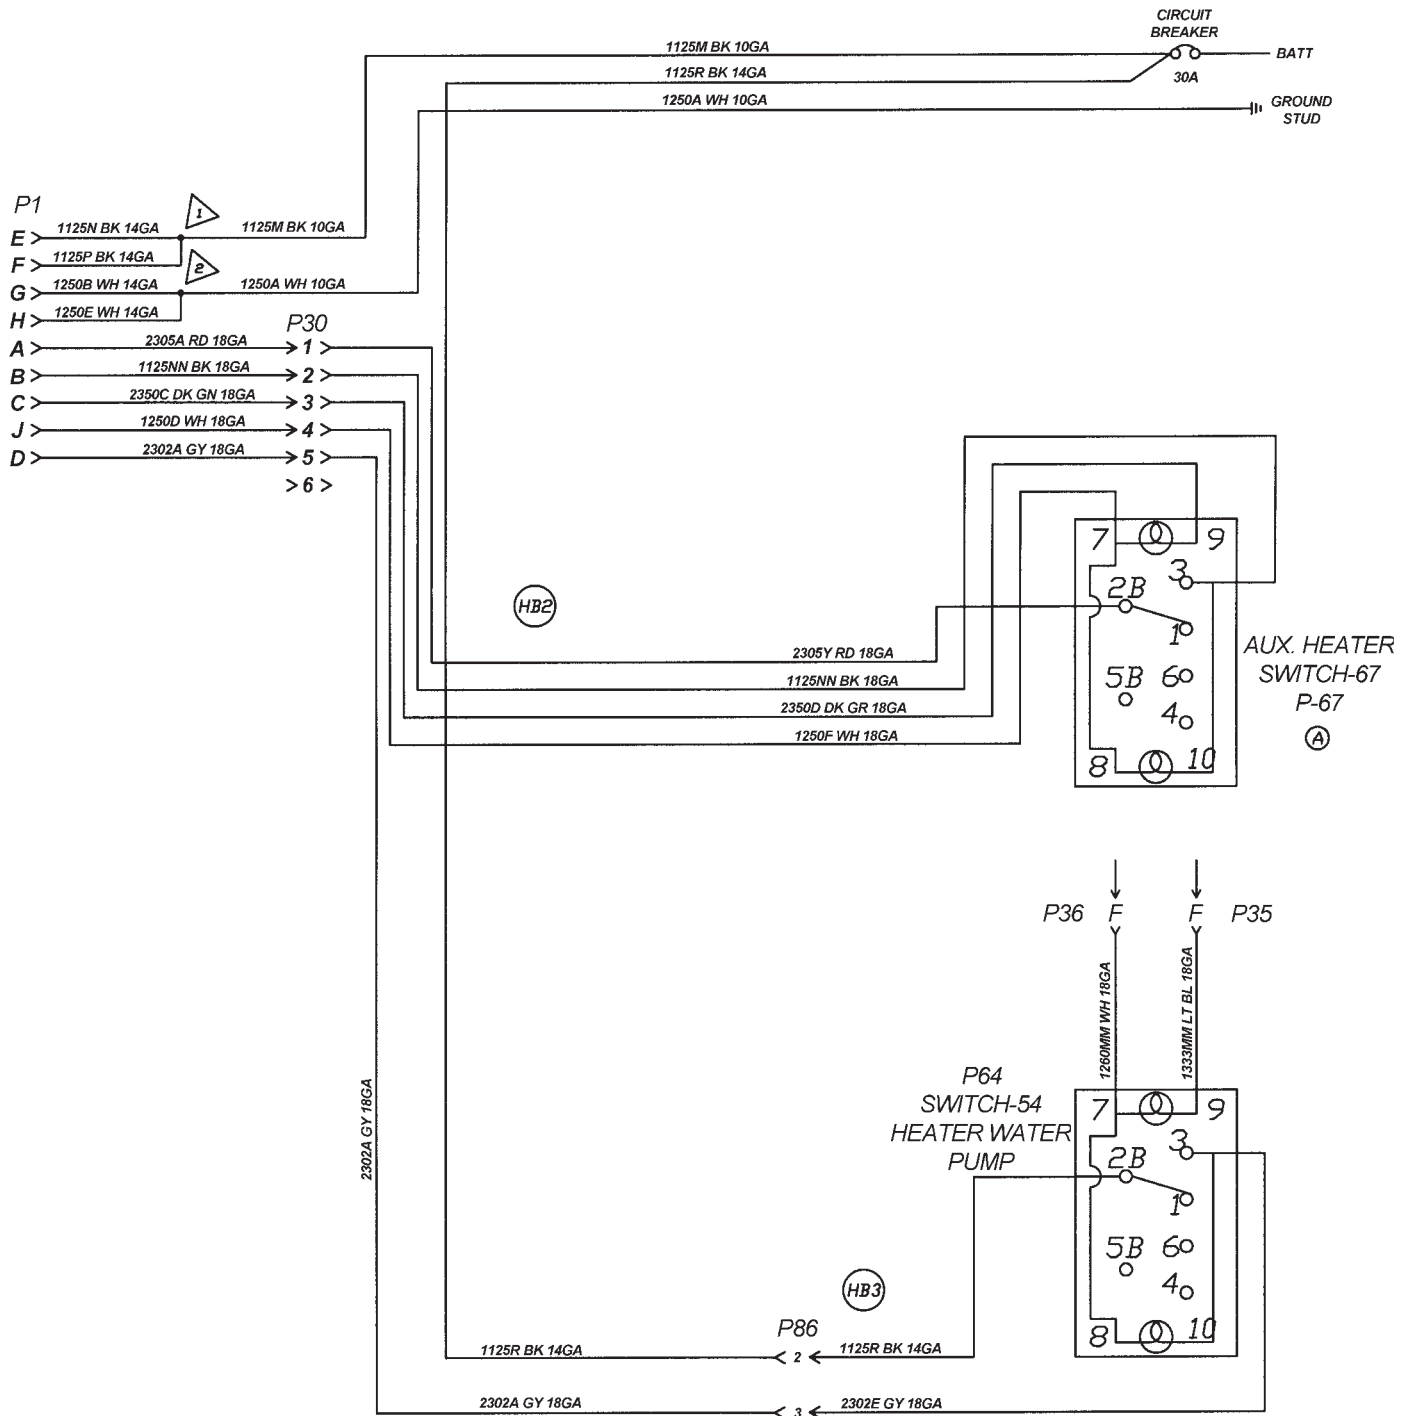 CIRCUIT
BREAKER
1125M BK 10GA
BATT
1125R BK 14GA
30A
1250A WH 10GA
GROUND
STUD
P1
1
E
1125N BK 14GA
1125M BK 10GA
F
1125P BK 14GA
2
G
1250B WH 14GA
1250A WH 10GA
H
1250E WH 14GA
P30
A
2305A RD 18GA
1
B
1125NN BK 18GA
2
C
2350C DK GN 18GA
3
J
1250D WH 18GA
4
D
2302A GY 18GA
5
6
7
9
3
2B
HB2
1
AUX. HEATER
SWITCH-67
P-67
A
2305Y RD 18GA
1125NN BK 18GA
5B
6
2350D DK GR 18GA
4
1250F WH 18GA
8
10
P36
F
F
P35
1260MM WH 18GA
1333MM LT BL 18GA
P64
SWITCH-54
HEATER WATER
PUMP
7
9
3
2B
1
2302A GY 18GA
5B
6
4
HB3
8
10
P86
1125R BK 14GA
2
1125R BK 14GA
2302A GY 18GA
3
2302E GY 18GA